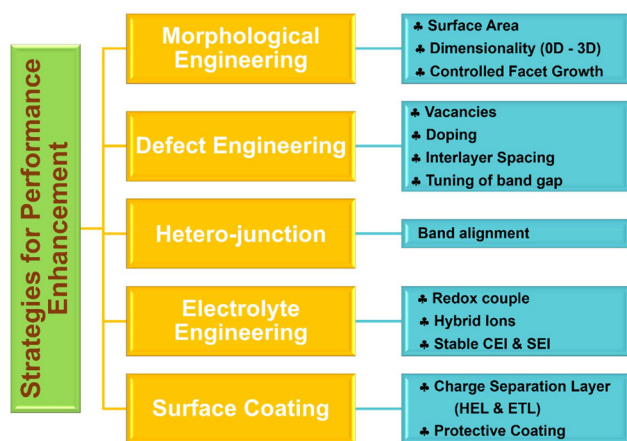 Strategies for Performance
Enhancement
Morphological
Engineering
♣ Surface Area
♣ Dimensionality (0D - 3D)
♣ Controlled Facet Growth
Defect Engineering
♣ Vacancies
♣ Doping
♣ Interlayer Spacing
♣ Tuning of band gap
Hetero-junction
Band alignment
Electrolyte
Engineering
♣ Redox couple
♣ Hybrid Ions
♣ Stable CEI & SEI
Surface Coating
♣ Charge Separation Layer
(HEL & ETL)
♣ Protective Coating